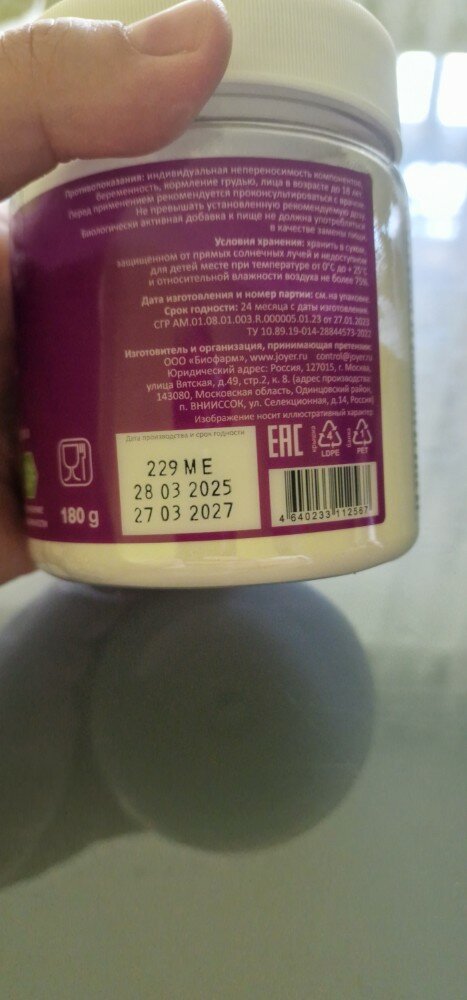 Противопоказания: индивидуальная непереносимость компонентов,
беременность, кормление грудью, лица в возрасте до 18 лет.
Перед применением рекомендуется проконсультироваться с врачом.
Не превышать установленную рекомендуемую дозу.
Биологически активная добавка к пище не должна употребляться
в качестве замены пищи.
Условия хранения: хранить в сухом,
защищенном от прямых солнечных лучей и недоступном
для детей месте при температуре от 0°С до + 25°С
и относительной влажности воздуха не более 75%.
Дата изготовления и номер партии: см. на упаковке.
Срок годности: 24 месяца с даты изготовления.
СГР AM.01.08.01.003.R.000005.01.23 от 27.01.2023
ТУ 10.89.19-014-28844573-2022
Изготовитель и организация, принимающая претензии:
ООО «Биофарм», www.joyer.ru control@joyer.ru
Юридический адрес: Россия, 127015, г. Москва,
улица Вятская, д.49, стр.2, к. 8. (адрес производства:
143080, Московская область, Одинцовский район,
п. ВНИИССОК, ул. Селекционная, д.14, Россия)
Изображение носит иллюстративный характер
Дата производства и срок годности
229 ME
28 03 2025
27 03 2027
180 g
EAC
4
LDPE
1
PET
4 640233 112567